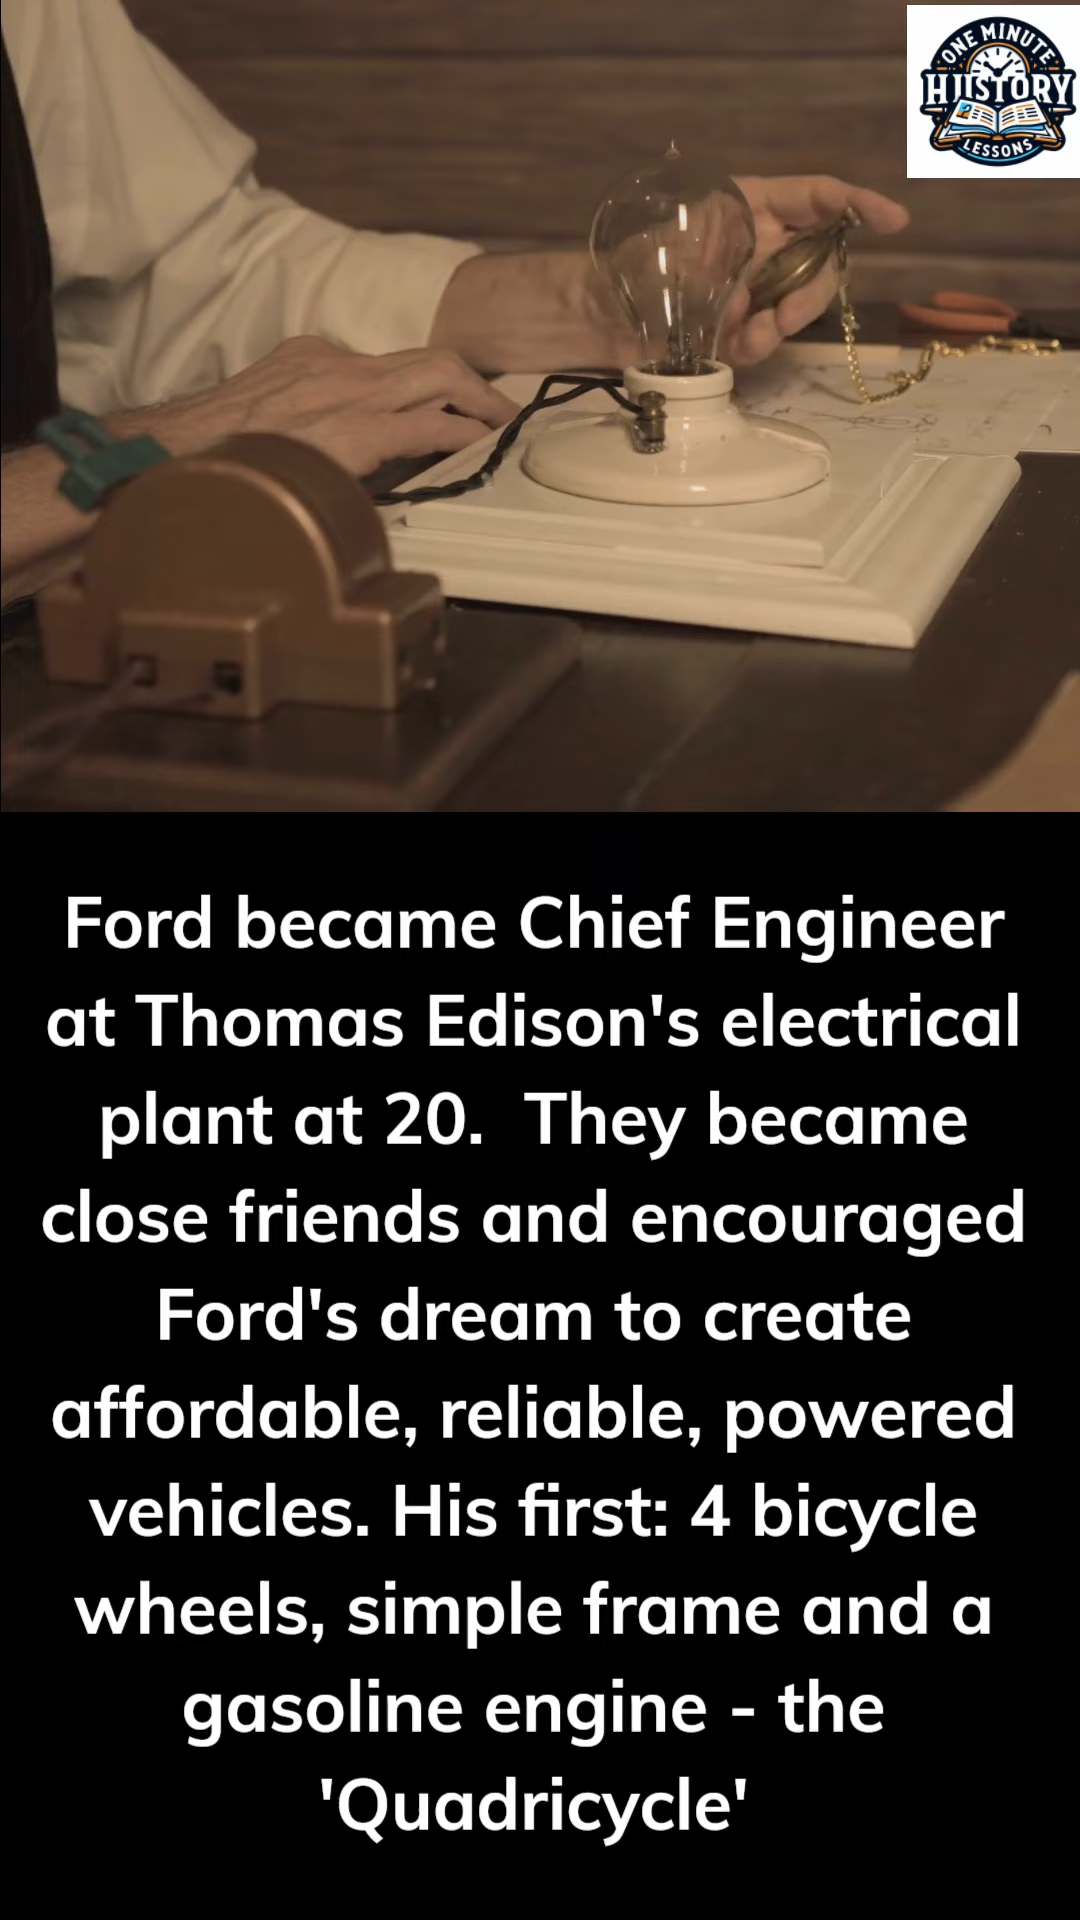 ONE MINUTE
HIISTORY
LESSONS
Ford became Chief Engineer
at Thomas Edison's electrical
plant at 20.  They became
close friends and encouraged
Ford's dream to create
affordable, reliable, powered
vehicles. His first: 4 bicycle
wheels, simple frame and a
gasoline engine - the
'Quadricycle'